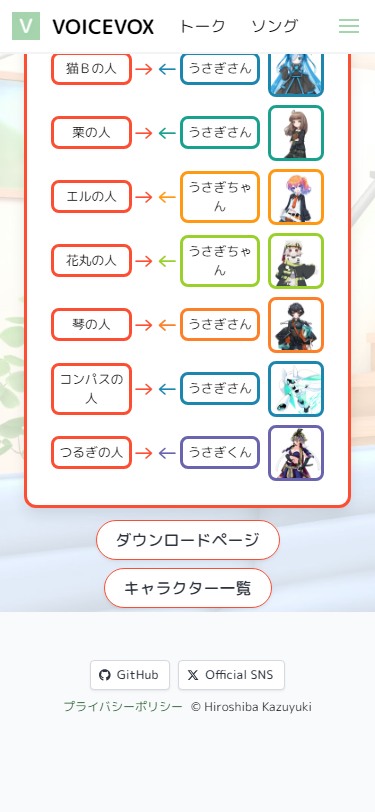 V VOICEVOX トーク ソング
猫Bの人 → ← うさぎさん
栗の人 → ← うさぎさん
エルの人 → ← うさぎちゃ
ん
花丸の人 → ← うさぎちゃ
ん
琴の人 → ← うさぎさん
コンパスの
人 → ← うさぎさん
つるぎの人 → ← うさぎくん
ダウンロードページ
キャラクター一覧
GitHub Official SNS
プライバシーポリシー © Hiroshiba Kazuyuki